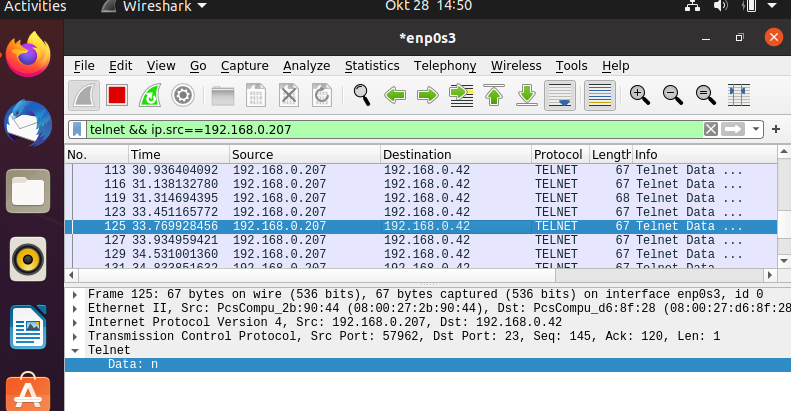 Activities Wireshark Okt 28 14:50
*enp0s3
File Edit View Go Capture Analyze Statistics Telephony Wireless Tools Help
telnet && ip.src==192.168.0.207
No. Time Source Destination Protocol Length Info
113 30.936404092 192.168.0.207 192.168.0.42 TELNET 67 Telnet Data ...
116 31.138132780 192.168.0.207 192.168.0.42 TELNET 67 Telnet Data ...
119 31.314694395 192.168.0.207 192.168.0.42 TELNET 68 Telnet Data ...
123 33.451165772 192.168.0.207 192.168.0.42 TELNET 67 Telnet Data ...
125 33.769928456 192.168.0.207 192.168.0.42 TELNET 67 Telnet Data ...
127 33.934959421 192.168.0.207 192.168.0.42 TELNET 67 Telnet Data ...
129 34.531001360 192.168.0.207 192.168.0.42 TELNET 67 Telnet Data ...
131 34.833851632 192.168.0.207 192.168.0.42 TELNET 67 Telnet Data ...
Frame 125: 67 bytes on wire (536 bits), 67 bytes captured (536 bits) on interface enp0s3, id 0
Ethernet II, Src: PcsCompu_2b:90:44 (08:00:27:2b:90:44), Dst: PcsCompu_d6:8f:28 (08:00:27:d6:8f:28
Internet Protocol Version 4, Src: 192.168.0.207, Dst: 192.168.0.42
Transmission Control Protocol, Src Port: 57962, Dst Port: 23, Seq: 145, Ack: 120, Len: 1
Telnet
Data: n